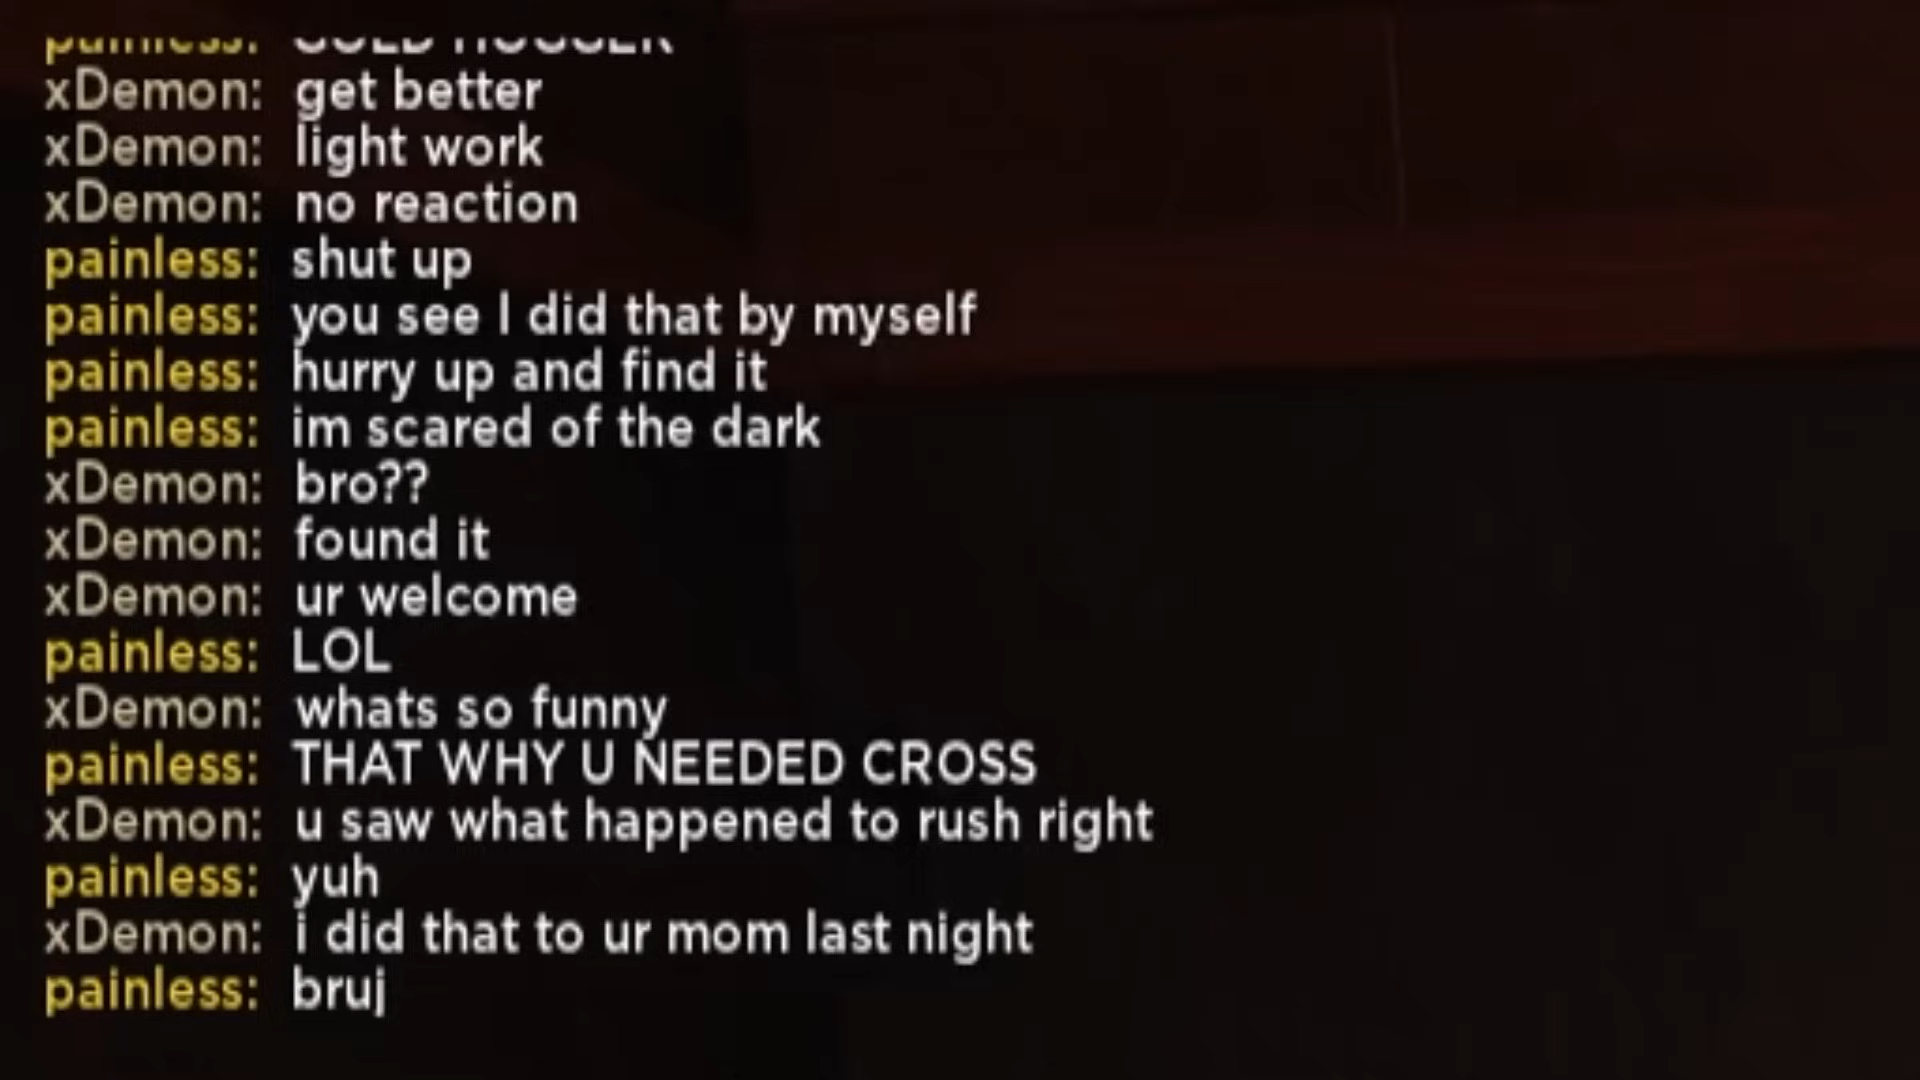 painless: GOLD HOGGER
xDemon: get better
xDemon: light work
xDemon: no reaction
painless: shut up
painless: you see I did that by myself
painless: hurry up and find it
painless: im scared of the dark
xDemon: bro??
xDemon: found it
xDemon: ur welcome
painless: LOL
xDemon: whats so funny
painless: THAT WHY U NEEDED CROSS
xDemon: u saw what happened to rush right
painless: yuh
xDemon: i did that to ur mom last night
painless: bruj